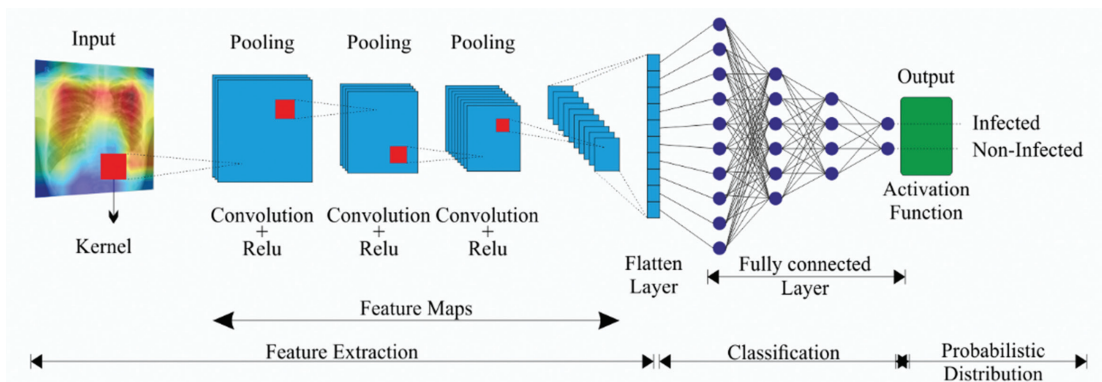 Input
Pooling
Pooling
Pooling
Output
Infected
Non-Infected
Activation
Function
Kernel
Convolution
+
Relu
Convolution
+
Relu
Convolution
+
Relu
Flatten
Layer
Fully connected
Layer
Feature Maps
Feature Extraction
Classification
Probabilistic
Distribution